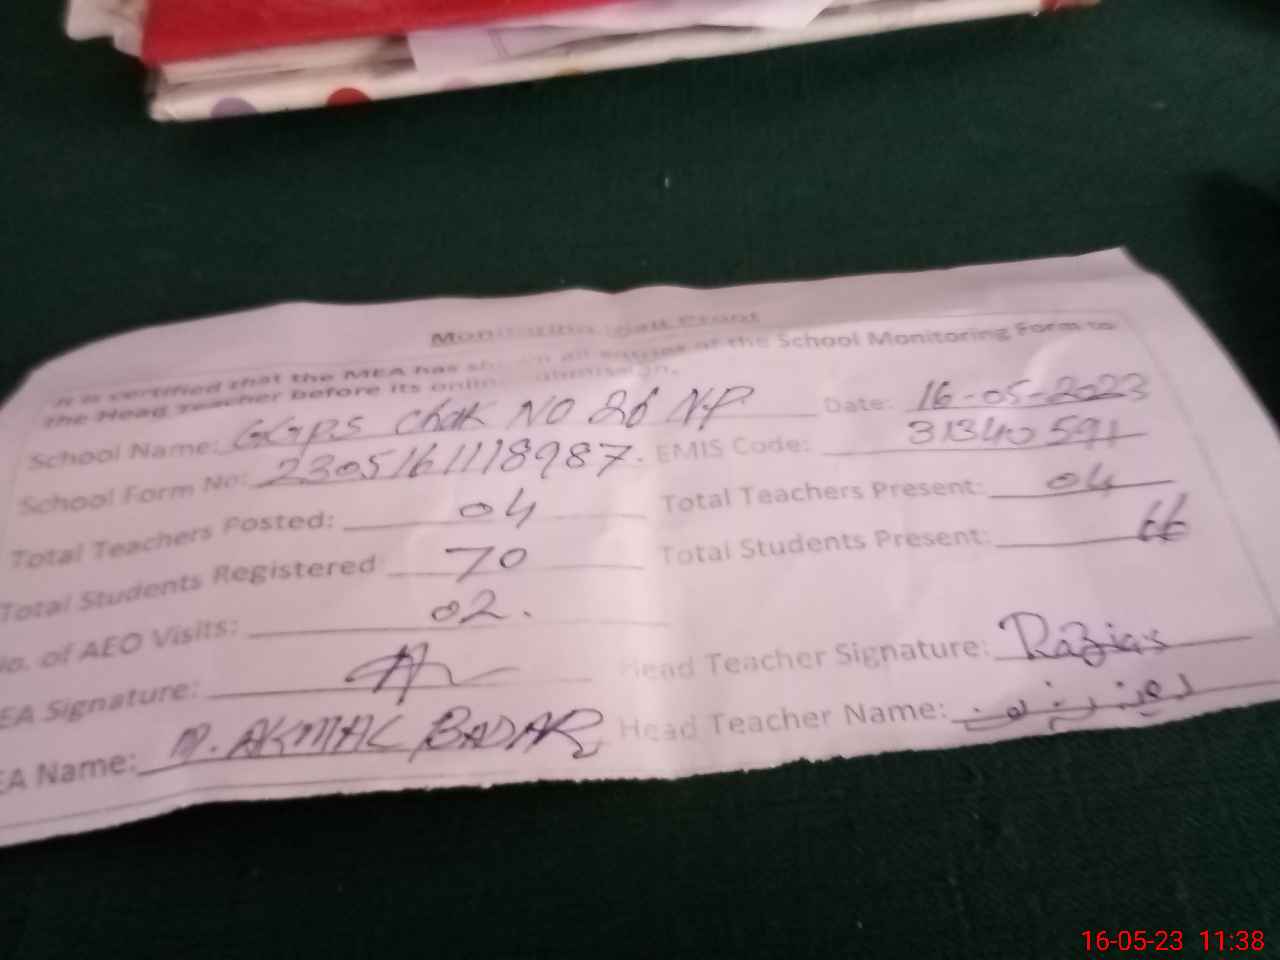 It is certified that the MEA has shown all entries of the School Monitoring Form to
the Head Teacher before its online submission.
School Name: GGPS Chak NO 26 NP Date: 16-05-2023
School Form No: 2305161118987. EMIS Code: 31340591
Total Teachers Posted: 04 Total Teachers Present: 04
Total Students Registered 70 Total Students Present: 66
No. of AEO Visits: 02.
EA Signature: Head Teacher Signature: Razias
EA Name: M. AKMAL BADAR Head Teacher Name:
16-05-23 11:38